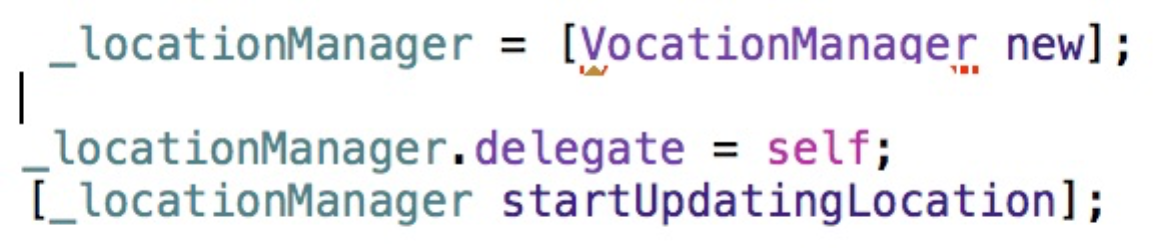 _locationManager = [VocationManager new];
_locationManager.delegate = self;
[_locationManager startUpdatingLocation];